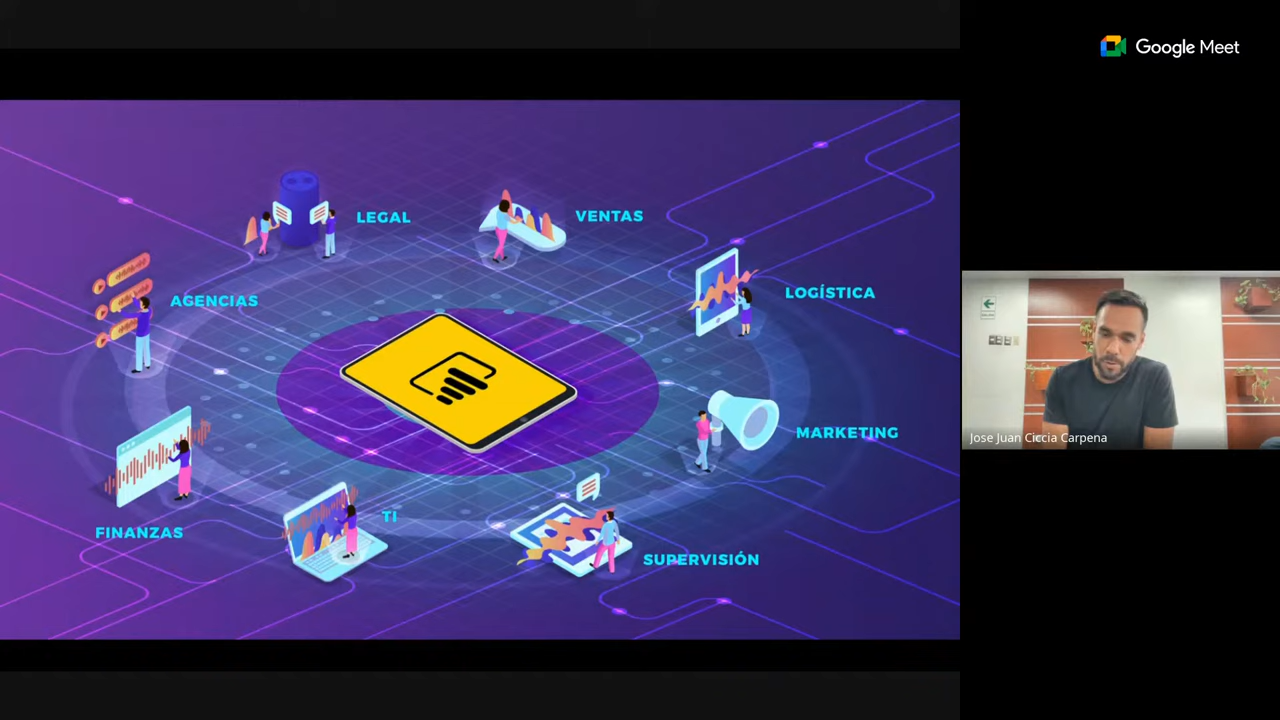 Google Meet
LEGAL
VENTAS
AGENCIAS
LOGÍSTICA
MARKETING
FINANZAS
TI
SUPERVISIÓN
Jose Juan Ciccia Carpena